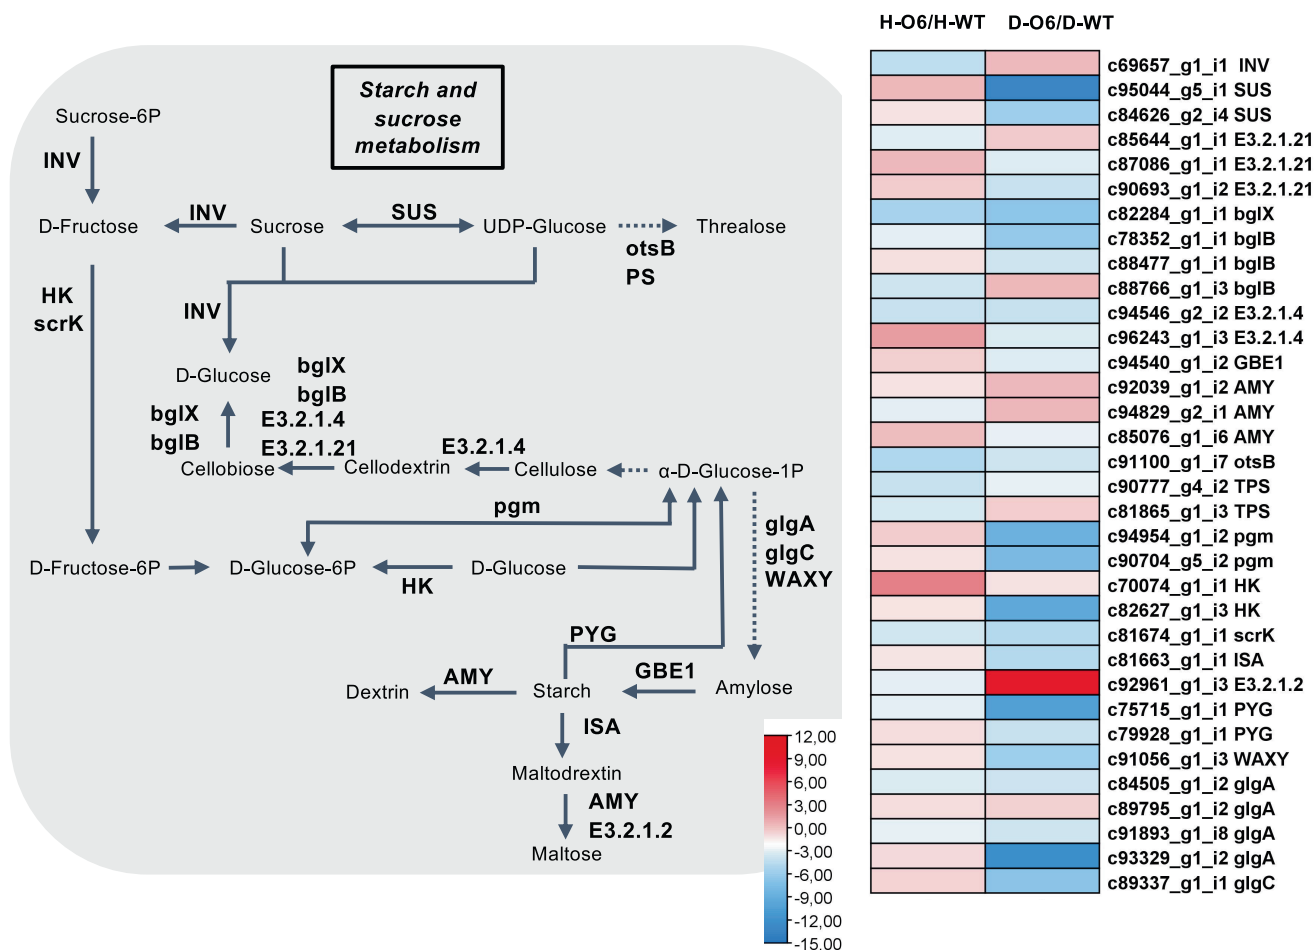 H-O6/H-WT D-O6/D-WT
Starch and
sucrose
metabolism
Sucrose-6P
INV
D-Fructose
INV
Sucrose
SUS
UDP-Glucose
Threalose
otsB
PS
HK
scrK
INV
D-Glucose
bglX
bglB
E3.2.1.4
E3.2.1.21
bglX
bglB
Cellobiose
Cellodextrin
E3.2.1.4
Cellulose
α-D-Glucose-1P
pgm
glgA
glgC
WAXY
D-Fructose-6P
D-Glucose-6P
HK
D-Glucose
PYG
AMY
GBE1
Dextrin
Starch
Amylose
ISA
Maltodrextin
AMY
E3.2.1.2
Maltose
12,00
9,00
6,00
3,00
0,00
-3,00
-6,00
-9,00
-12,00
-15,00
c69657_g1_i1 INV
c95044_g5_i1 SUS
c84626_g2_i4 SUS
c85644_g1_i1 E3.2.1.21
c87086_g1_i1 E3.2.1.21
c90693_g1_i2 E3.2.1.21
c82284_g1_i1 bglX
c78352_g1_i1 bglB
c88477_g1_i1 bglB
c88766_g1_i3 bglB
c94546_g2_i2 E3.2.1.4
c96243_g1_i3 E3.2.1.4
c94540_g1_i2 GBE1
c92039_g1_i2 AMY
c94829_g2_i1 AMY
c85076_g1_i6 AMY
c91100_g1_i7 otsB
c90777_g4_i2 TPS
c81865_g1_i3 TPS
c94954_g1_i2 pgm
c90704_g5_i2 pgm
c70074_g1_i1 HK
c82627_g1_i3 HK
c81674_g1_i1 scrK
c81663_g1_i1 ISA
c92961_g1_i3 E3.2.1.2
c75715_g1_i1 PYG
c79928_g1_i1 PYG
c91056_g1_i3 WAXY
c84505_g1_i2 glgA
c89795_g1_i2 glgA
c91893_g1_i8 glgA
c93329_g1_i2 glgA
c89337_g1_i1 glgC